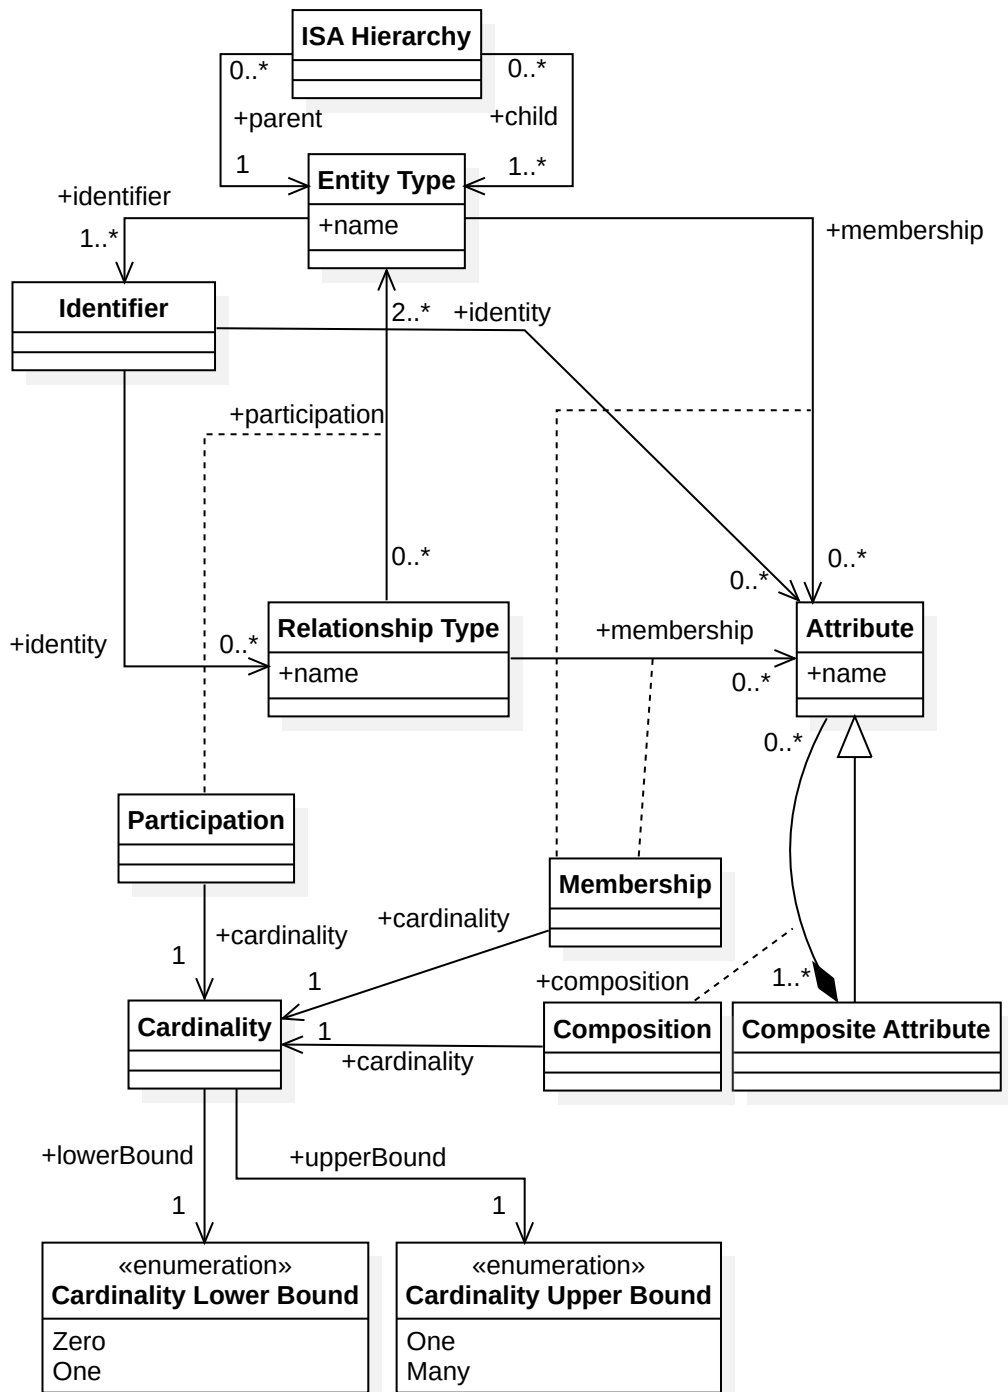 ISA Hierarchy
0..*
0..*
+parent
+child
1
1..*
Entity Type
+name
+identifier
1..*
+membership
Identifier
2..*
+identity
+participation
0..*
0..*
0..*
Relationship Type
+name
+identity
0..*
+membership
0..*
Attribute
+name
0..*
Participation
Membership
+cardinality
+cardinality
1
1
+composition
1..*
Cardinality
1
+cardinality
Composition
Composite Attribute
+lowerBound
+upperBound
1
1
«enumeration»
Cardinality Lower Bound
Zero
One
«enumeration»
Cardinality Upper Bound
One
Many